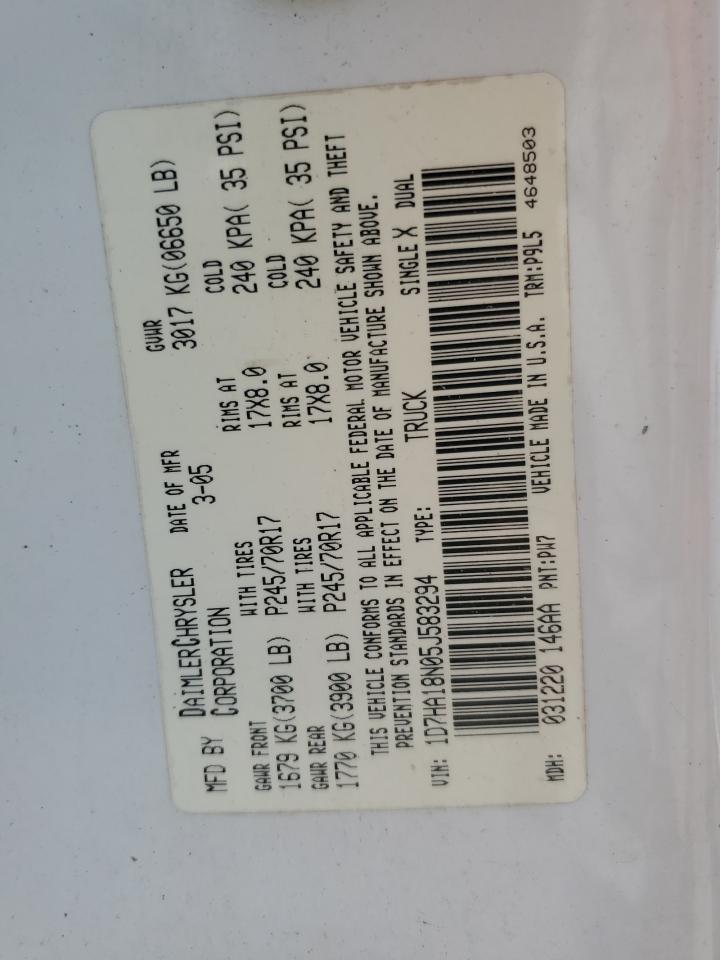 MFD BY DAIMLERCHRYSLER CORPORATION
DATE OF MFR 3-05
GVWR 3017 KG(06650 LB)
GAWR FRONT WITH TIRES RIMS AT COLD
1679 KG(3700 LB) P245/70R17 17X8.0 240 KPA( 35 PSI)
GAWR REAR WITH TIRES RIMS AT COLD
1770 KG(3900 LB) P245/70R17 17X8.0 240 KPA( 35 PSI)
THIS VEHICLE CONFORMS TO ALL APPLICABLE FEDERAL MOTOR VEHICLE SAFETY AND THEFT
PREVENTION STANDARDS IN EFFECT ON THE DATE OF MANUFACTURE SHOWN ABOVE.
VIN: 1D7HA18N05J583294 TYPE: TRUCK SINGLE X DUAL
MDH: 031220 146AA PNT:PW7 VEHICLE MADE IN U.S.A. TRM:P9L5 4648503